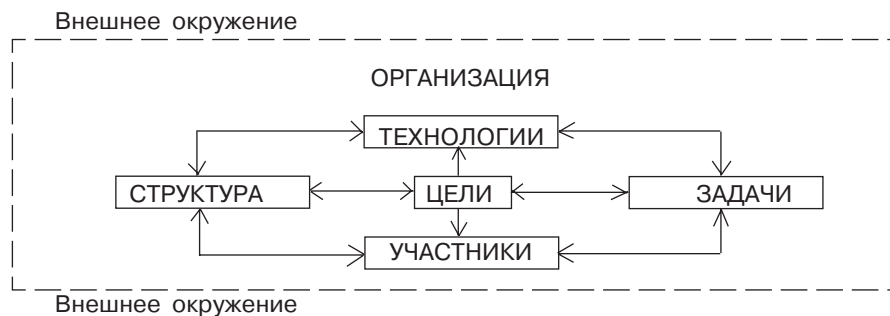 Внешнее окружение
ОРГАНИЗАЦИЯ
ТЕХНОЛОГИИ
СТРУКТУРА
ЦЕЛИ
ЗАДАЧИ
УЧАСТНИКИ
Внешнее окружение